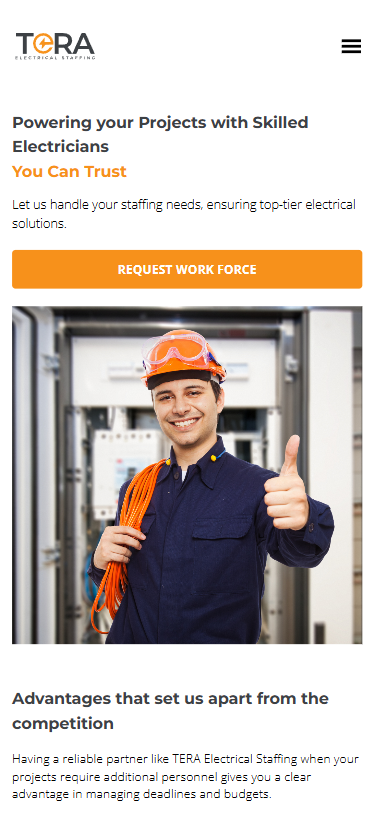 TERA
ELECTRICAL STAFFING
Powering your Projects with Skilled
Electricians
You Can Trust
Let us handle your staffing needs, ensuring top-tier electrical
solutions.
REQUEST WORK FORCE
Advantages that set us apart from the
competition
Having a reliable partner like TERA Electrical Staffing when your
projects require additional personnel gives you a clear
advantage in managing deadlines and budgets.